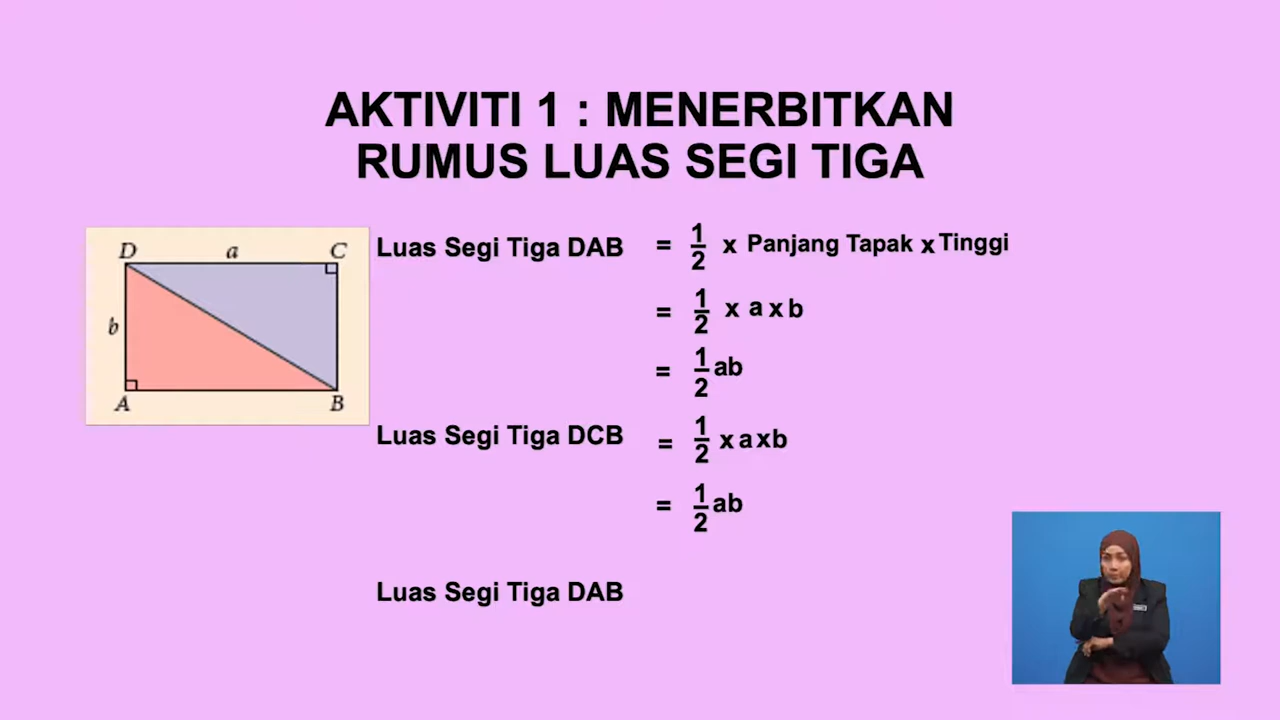 AKTIVITI 1 : MENERBITKAN
RUMUS LUAS SEGI TIGA
D a C
b
A B
Luas Segi Tiga DAB = 1/2 x Panjang Tapak x Tinggi
= 1/2 x a x b
= 1/2 ab
Luas Segi Tiga DCB = 1/2 x a x b
= 1/2 ab
Luas Segi Tiga DAB